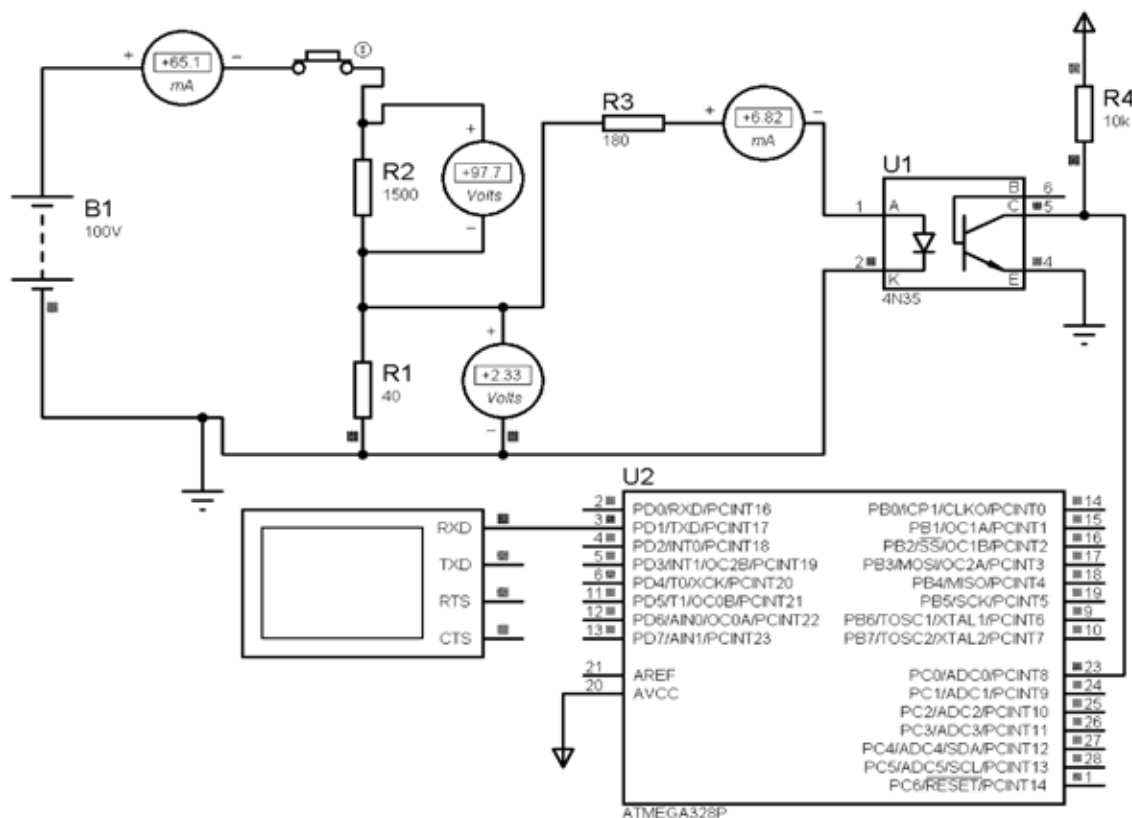 + +65.1 mA −
B1
100V
R2
1500
+ +97.7 Volts −
R1
40
+ +2.33 Volts −
R3
180
+ +6.82 mA −
R4
10k
U1
1 A
2 K
B 6
C 5
E 4
4N35
RXD
TXD
RTS
CTS
U2
2 PD0/RXD/PCINT16
3 PD1/TXD/PCINT17
4 PD2/INT0/PCINT18
5 PD3/INT1/OC2B/PCINT19
6 PD4/T0/XCK/PCINT20
11 PD5/T1/OC0B/PCINT21
12 PD6/AIN0/OC0A/PCINT22
13 PD7/AIN1/PCINT23
21 AREF
20 AVCC
PB0/ICP1/CLKO/PCINT0 14
PB1/OC1A/PCINT1 15
PB2/SS/OC1B/PCINT2 16
PB3/MOSI/OC2A/PCINT3 17
PB4/MISO/PCINT4 18
PB5/SCK/PCINT5 19
PB6/TOSC1/XTAL1/PCINT6 9
PB7/TOSC2/XTAL2/PCINT7 10
PC0/ADC0/PCINT8 23
PC1/ADC1/PCINT9 24
PC2/ADC2/PCINT10 25
PC3/ADC3/PCINT11 26
PC4/ADC4/SDA/PCINT12 27
PC5/ADC5/SCL/PCINT13 28
PC6/RESET/PCINT14 1
ATMEGA328P